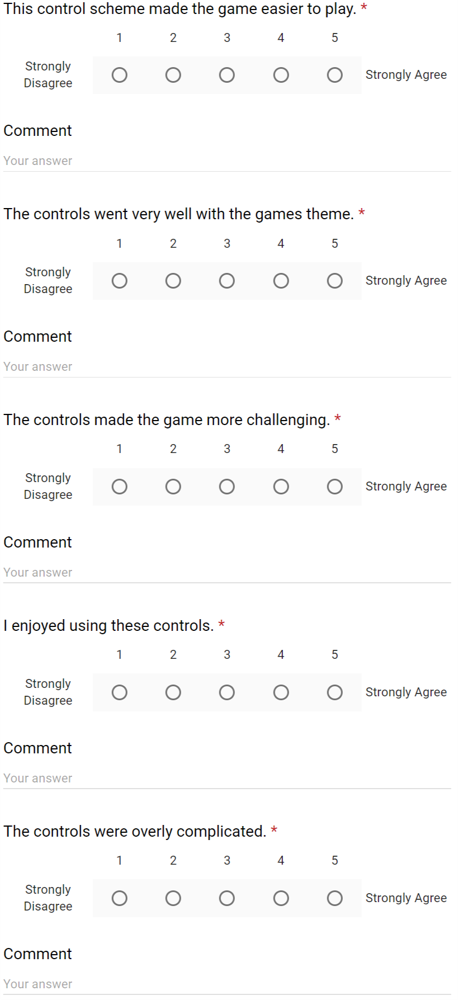 This control scheme made the game easier to play. *
1 2 3 4 5
Strongly
Disagree
Strongly Agree
Comment
Your answer
The controls went very well with the games theme. *
1 2 3 4 5
Strongly
Disagree
Strongly Agree
Comment
Your answer
The controls made the game more challenging. *
1 2 3 4 5
Strongly
Disagree
Strongly Agree
Comment
Your answer
I enjoyed using these controls. *
1 2 3 4 5
Strongly
Disagree
Strongly Agree
Comment
Your answer
The controls were overly complicated. *
1 2 3 4 5
Strongly
Disagree
Strongly Agree
Comment
Your answer